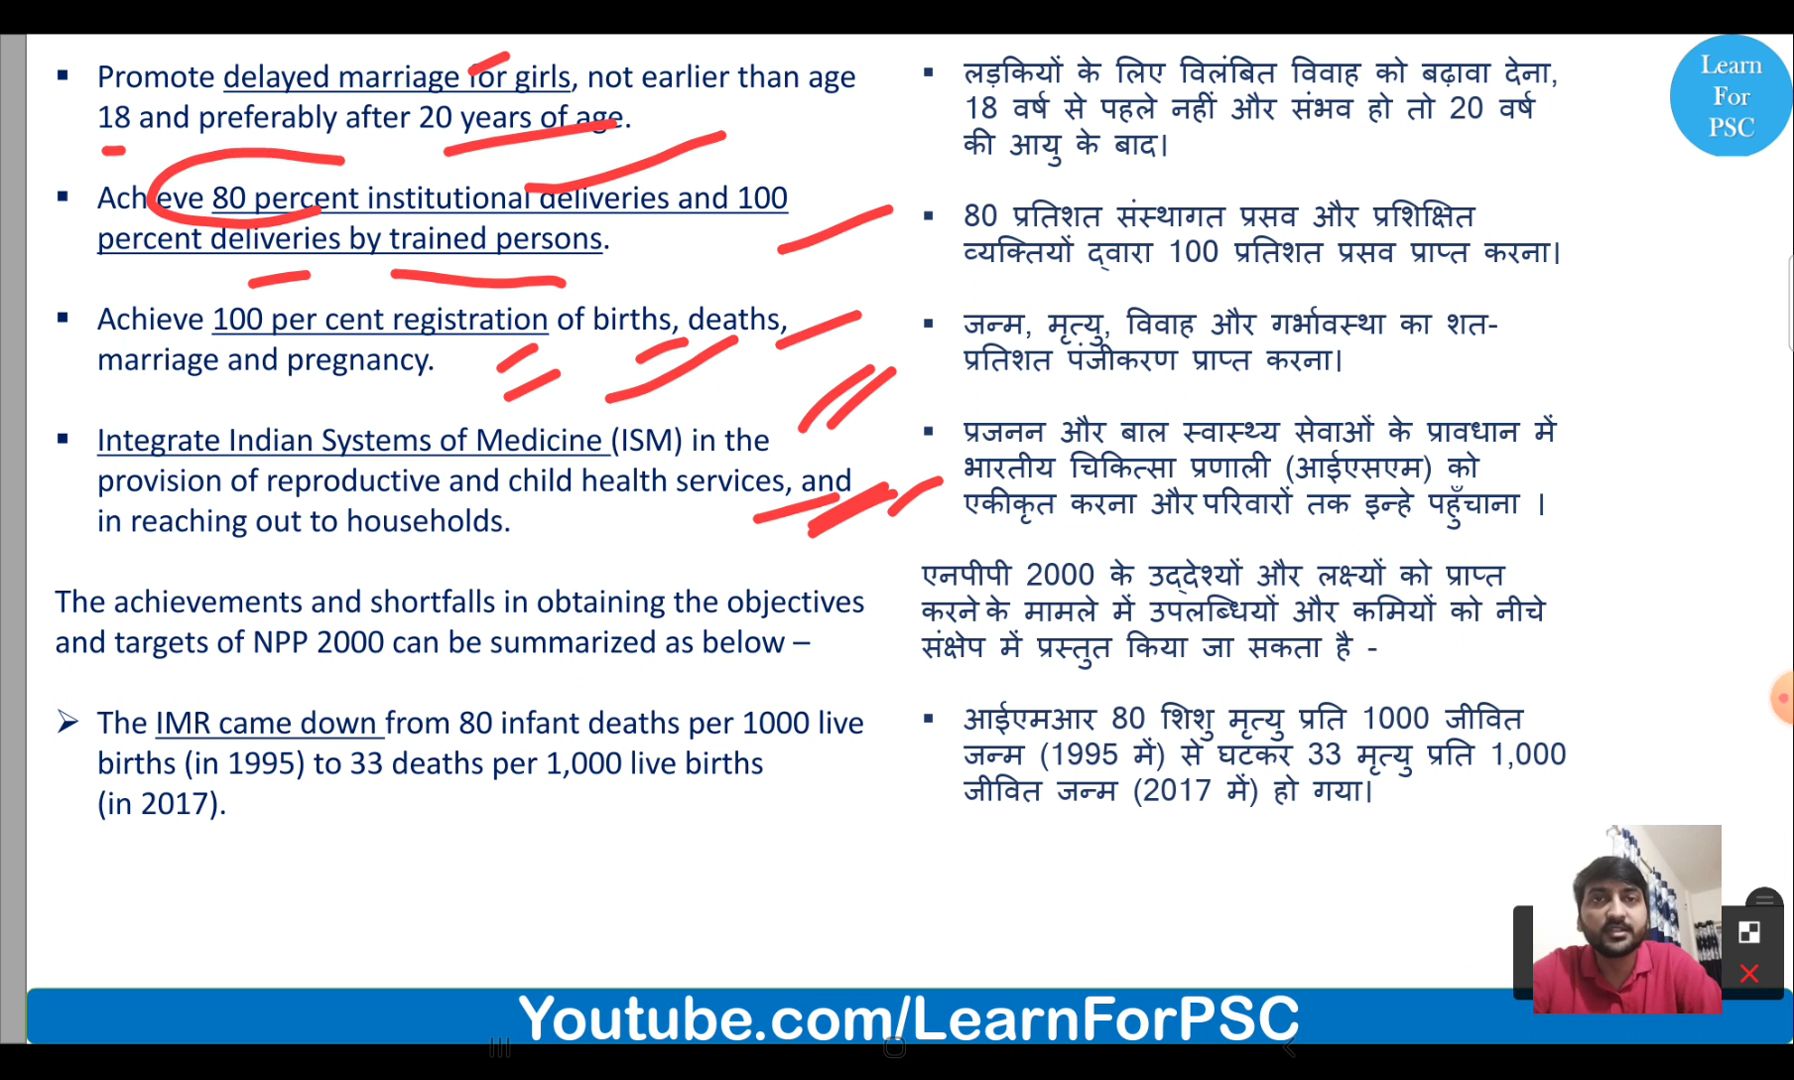 Promote delayed marriage for girls, not earlier than age
18 and preferably after 20 years of age.
Achieve 80 percent institutional deliveries and 100
percent deliveries by trained persons.
Achieve 100 per cent registration of births, deaths,
marriage and pregnancy.
Integrate Indian Systems of Medicine (ISM) in the
provision of reproductive and child health services, and
in reaching out to households.
The achievements and shortfalls in obtaining the objectives
and targets of NPP 2000 can be summarized as below –
The IMR came down from 80 infant deaths per 1000 live
births (in 1995) to 33 deaths per 1,000 live births
(in 2017).
लड़कियों के लिए विलंबित विवाह को बढ़ावा देना,
18 वर्ष से पहले नहीं और संभव हो तो 20 वर्ष
की आयु के बाद।
80 प्रतिशत संस्थागत प्रसव और प्रशिक्षित
व्यक्तियों द्वारा 100 प्रतिशत प्रसव प्राप्त करना।
जन्म, मृत्यु, विवाह और गर्भावस्था का शत-
प्रतिशत पंजीकरण प्राप्त करना।
प्रजनन और बाल स्वास्थ्य सेवाओं के प्रावधान में
भारतीय चिकित्सा प्रणाली (आईएसएम) को
एकीकृत करना और परिवारों तक इन्हे पहुँचाना ।
एनपीपी 2000 के उद्देश्यों और लक्ष्यों को प्राप्त
करने के मामले में उपलब्धियों और कमियों को नीचे
संक्षेप में प्रस्तुत किया जा सकता है -
आईएमआर 80 शिशु मृत्यु प्रति 1000 जीवित
जन्म (1995 में) से घटकर 33 मृत्यु प्रति 1,000
जीवित जन्म (2017 में) हो गया।
Learn
For
PSC
Youtube.com/LearnForPSC